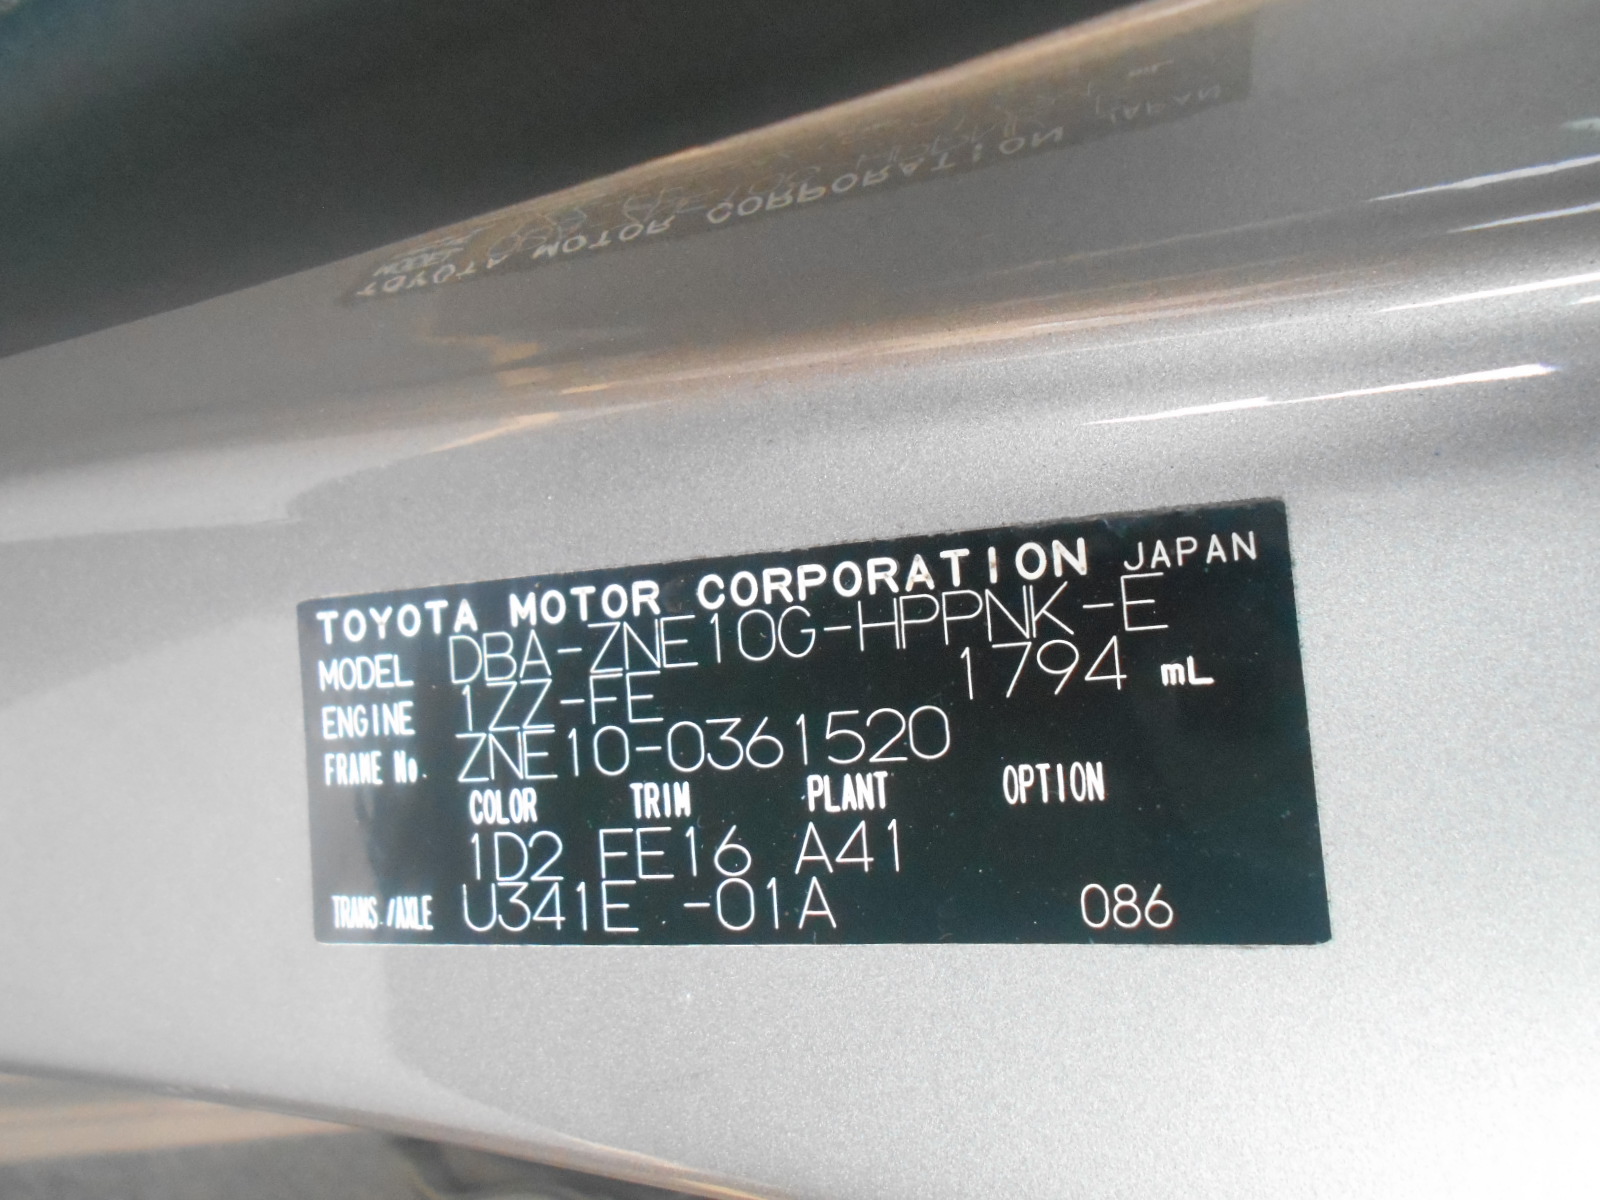 TOYOTA MOTOR CORPORATION JAPAN
MODEL DBA-ZNE10G-HPPNK-E
ENGINE 1ZZ-FE 1794 mL
FRAME No. ZNE10-0361520
COLOR TRIM PLANT OPTION
1D2 FE16 A41
TRANS./AXLE U341E -01A 086